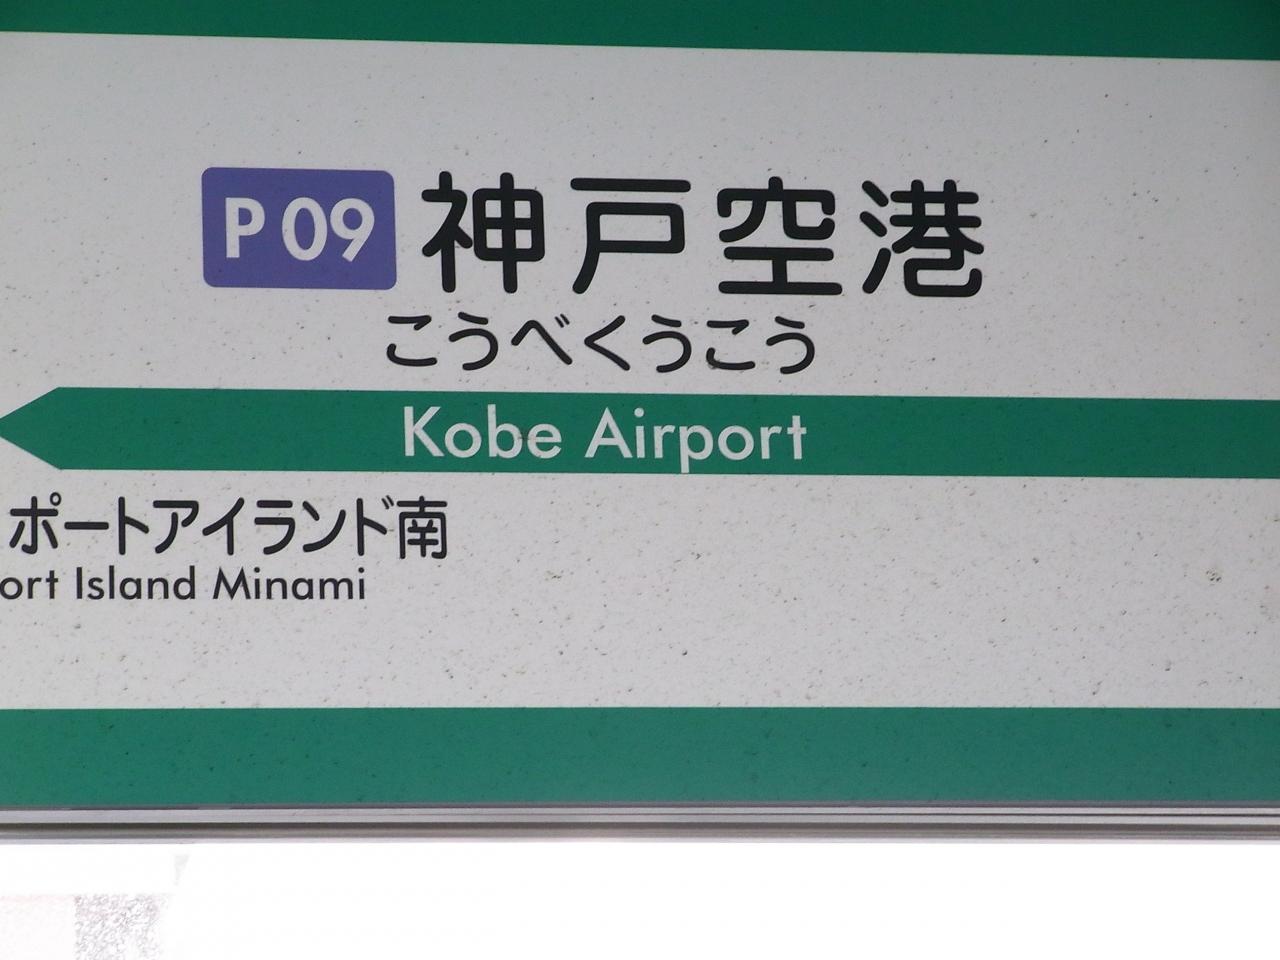 P 09 神戸空港
こうべくうこう
Kobe Airport
ポートアイランド南
ort Island Minami